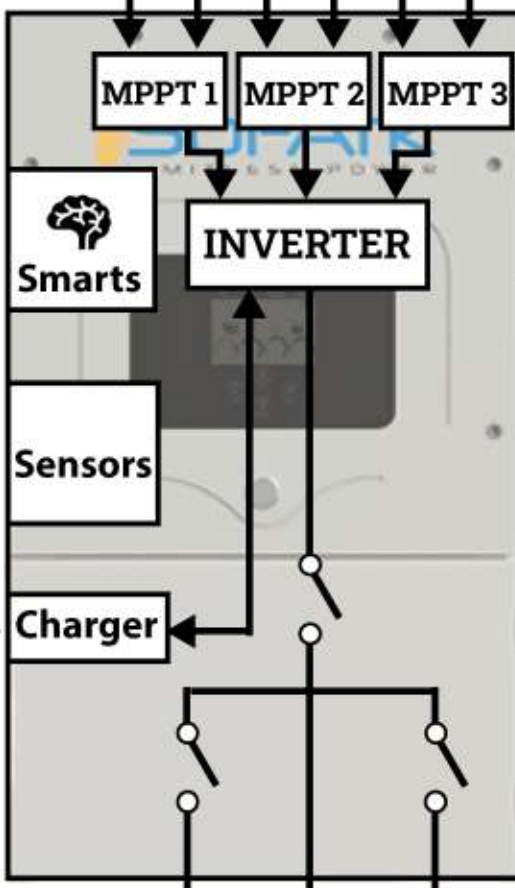 MPPT 1
MPPT 2
MPPT 3
INVERTER
Smarts
Sensors
Charger